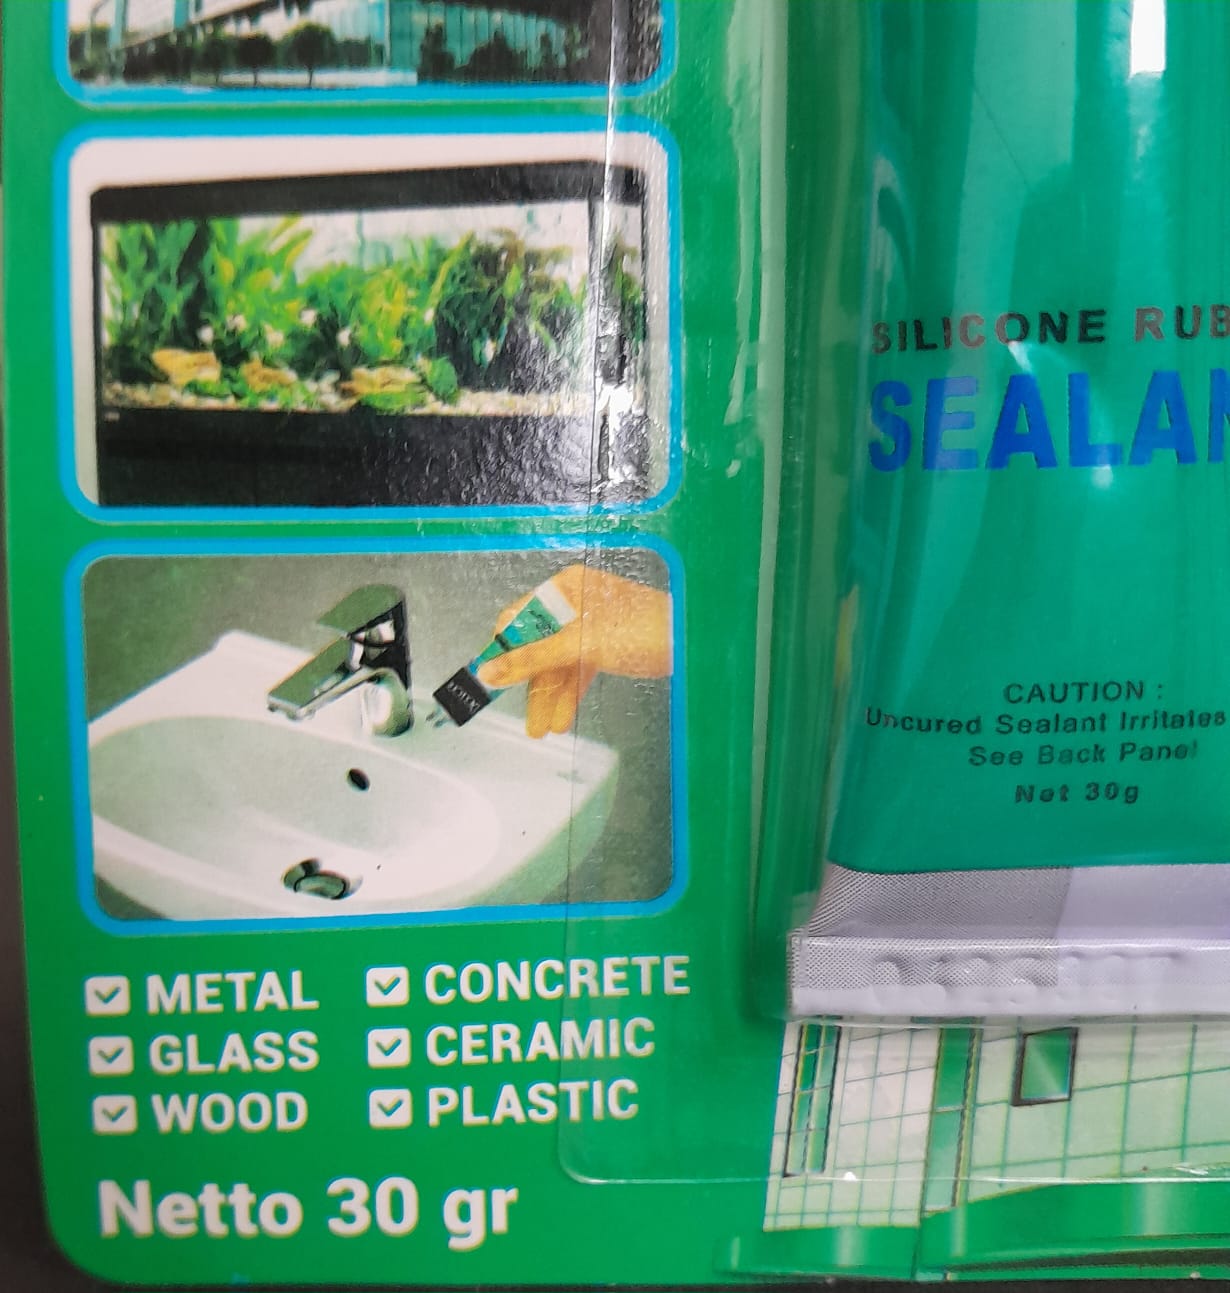 SILICONE RUB
SEALAN
CAUTION :
Uncured Sealant Irritates
See Back Panel
Net 30g
METAL
CONCRETE
GLASS
CERAMIC
WOOD
PLASTIC
Netto 30 gr